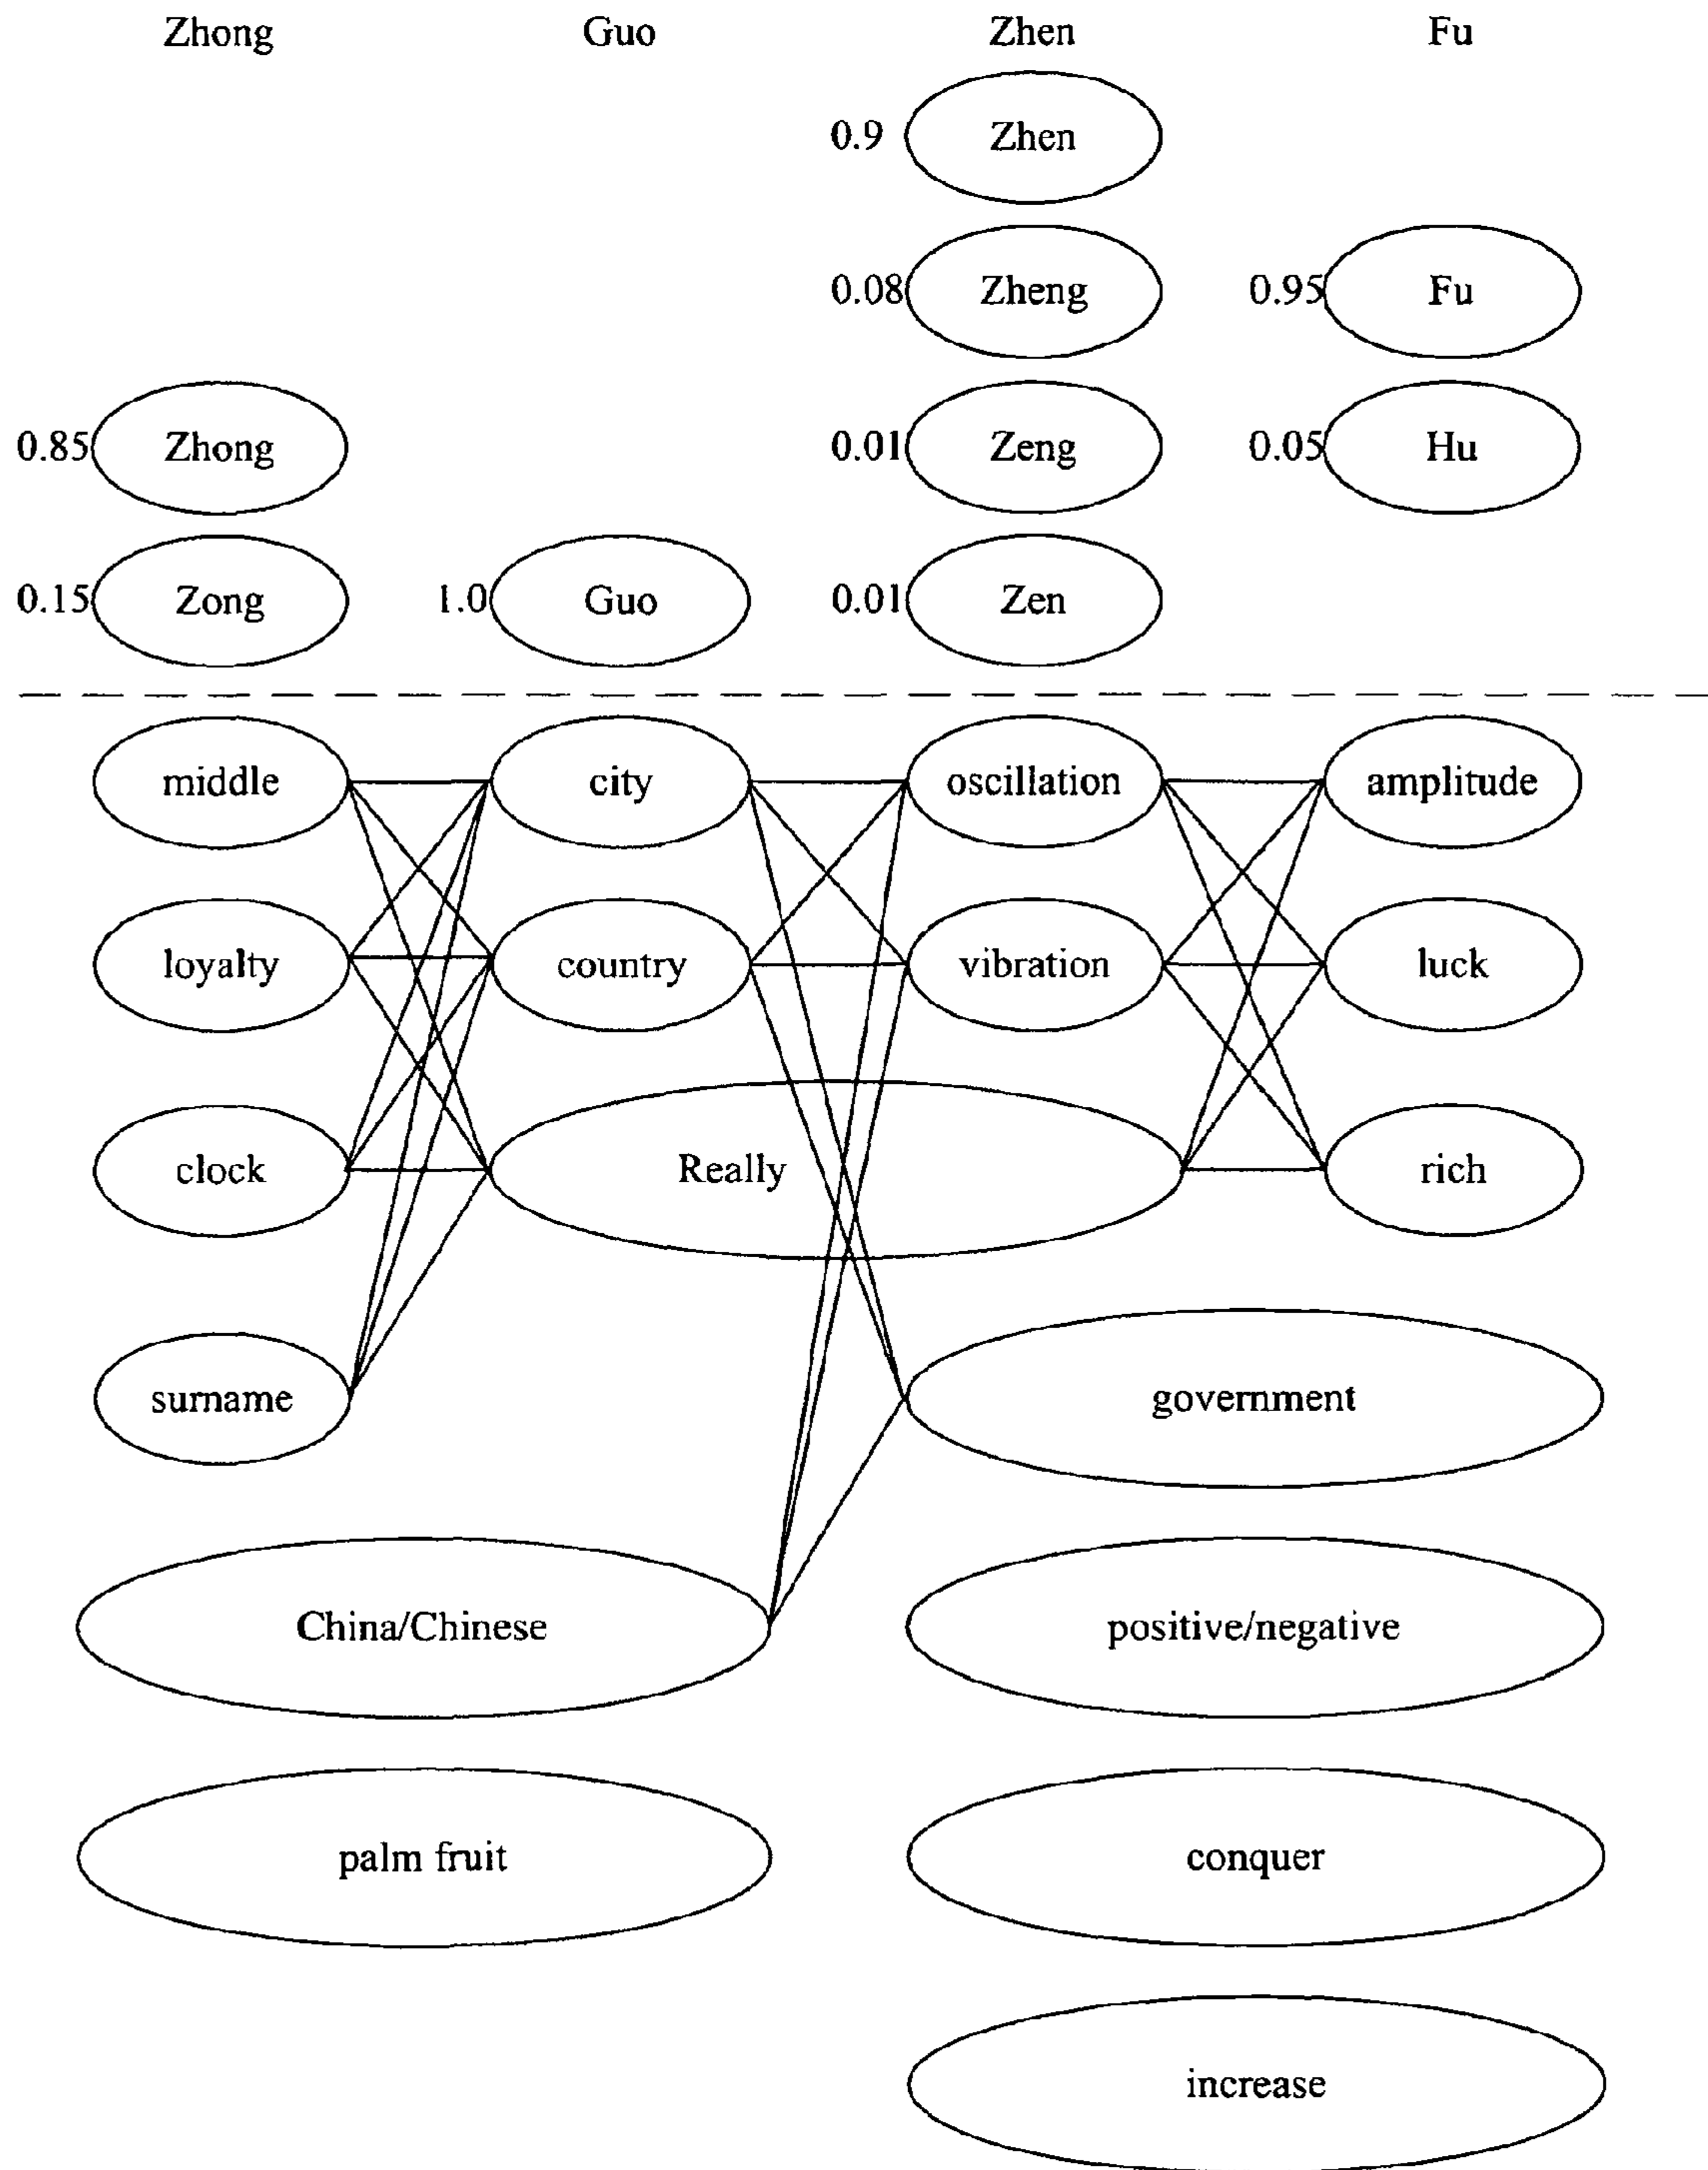 Zhong Guo Zhen Fu
0.9 Zhen
0.08 Zheng 0.95 Fu
0.85 Zhong 0.01 Zeng 0.05 Hu
0.15 Zong 1.0 Guo 0.01 Zen
middle city oscillation amplitude
loyalty country vibration luck
clock Really rich
surname government
China/Chinese positive/negative
palm fruit conquer
increase